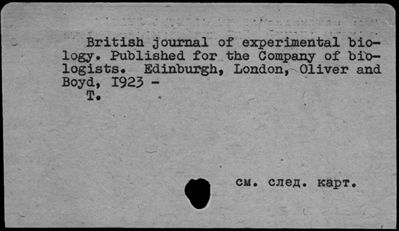 British journal of experimental bio-
logy. Published for the Company of bio-
logists. Edinburgh, London, Oliver and
Boyd, I923 -
T.
см. след. карт.